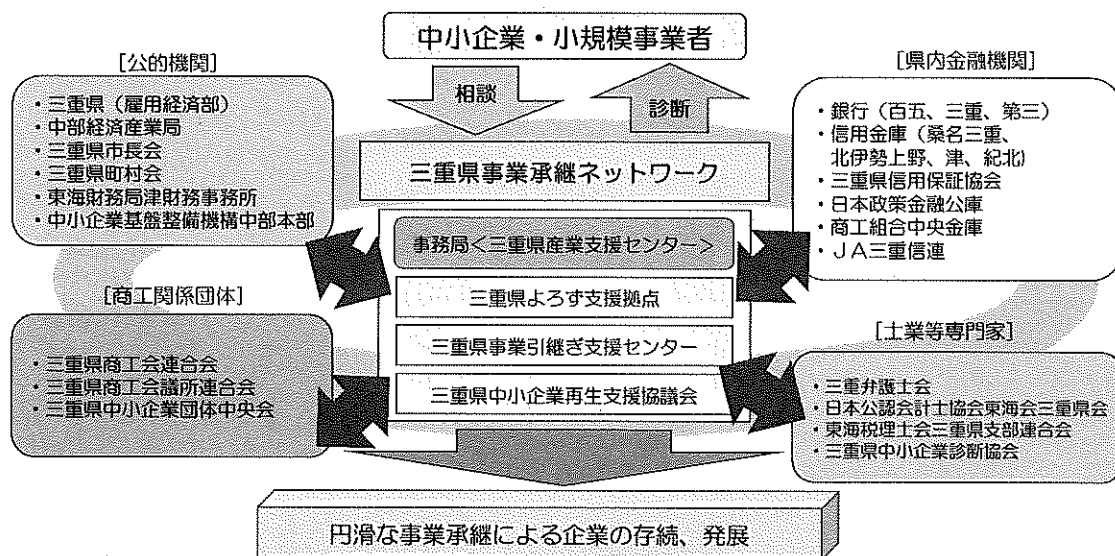 中小企業・小規模事業者
相談
診断
[公的機関]
・三重県（雇用経済部）
・中部経済産業局
・三重県市長会
・三重県町村会
・東海財務局津財務事務所
・中小企業基盤整備機構中部本部
[県内金融機関]
・銀行（百五、三重、第三）
・信用金庫（桑名三重、
北伊勢上野、津、紀北）
・三重県信用保証協会
・日本政策金融公庫
・商工組合中央金庫
・ＪＡ三重信連
三重県事業承継ネットワーク
事務局＜三重県産業支援センター＞
三重県よろず支援拠点
三重県事業引継ぎ支援センター
三重県中小企業再生支援協議会
[商工関係団体]
・三重県商工会連合会
・三重県商工会議所連合会
・三重県中小企業団体中央会
[士業等専門家]
・三重弁護士会
・日本公認会計士協会東海会三重県会
・東海税理士会三重県支部連合会
・三重県中小企業診断協会
円滑な事業承継による企業の存続、発展